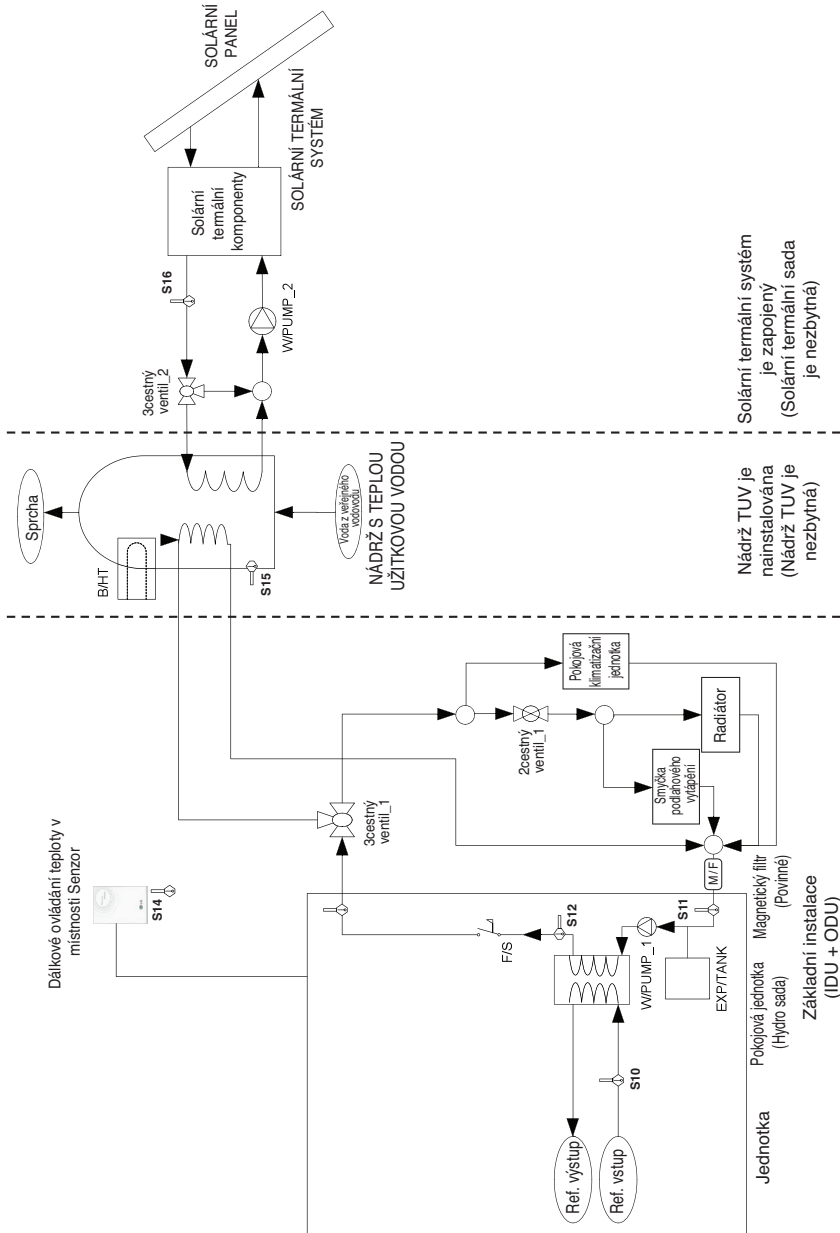 Dálkové ovládání teploty v
místnosti Senzor
S14
Jednotka
Ref. výstup
Ref. vstup
S10
S12
F/S
W/PUMP_1
S11
EXP/TANK
Pokojová jednotka
(Hydro sada)
M/F
Magnetický filtr
(Povinné)
Základní instalace
(IDU + ODU)
3cestný
ventil_1
2cestný
ventil_1
Smyčka
podlahového
vytápění
Radiátor
Pokojová
klimatizační
jednotka
B/HT
Sprcha
S15
Voda z veřejného
vodovodu
NÁDRŽ S TEPLOU
UŽITKOVOU VODOU
Nádrž TUV je
nainstalována
(Nádrž TUV je
nezbytná)
3cestný
ventil_2
S16
W/PUMP_2
Solární
termální
komponenty
SOLÁRNÍ
PANEL
SOLÁRNÍ TERMÁLNÍ
SYSTÉM
Solární termální systém
je zapojený
(Solární termální sada
je nezbytná)